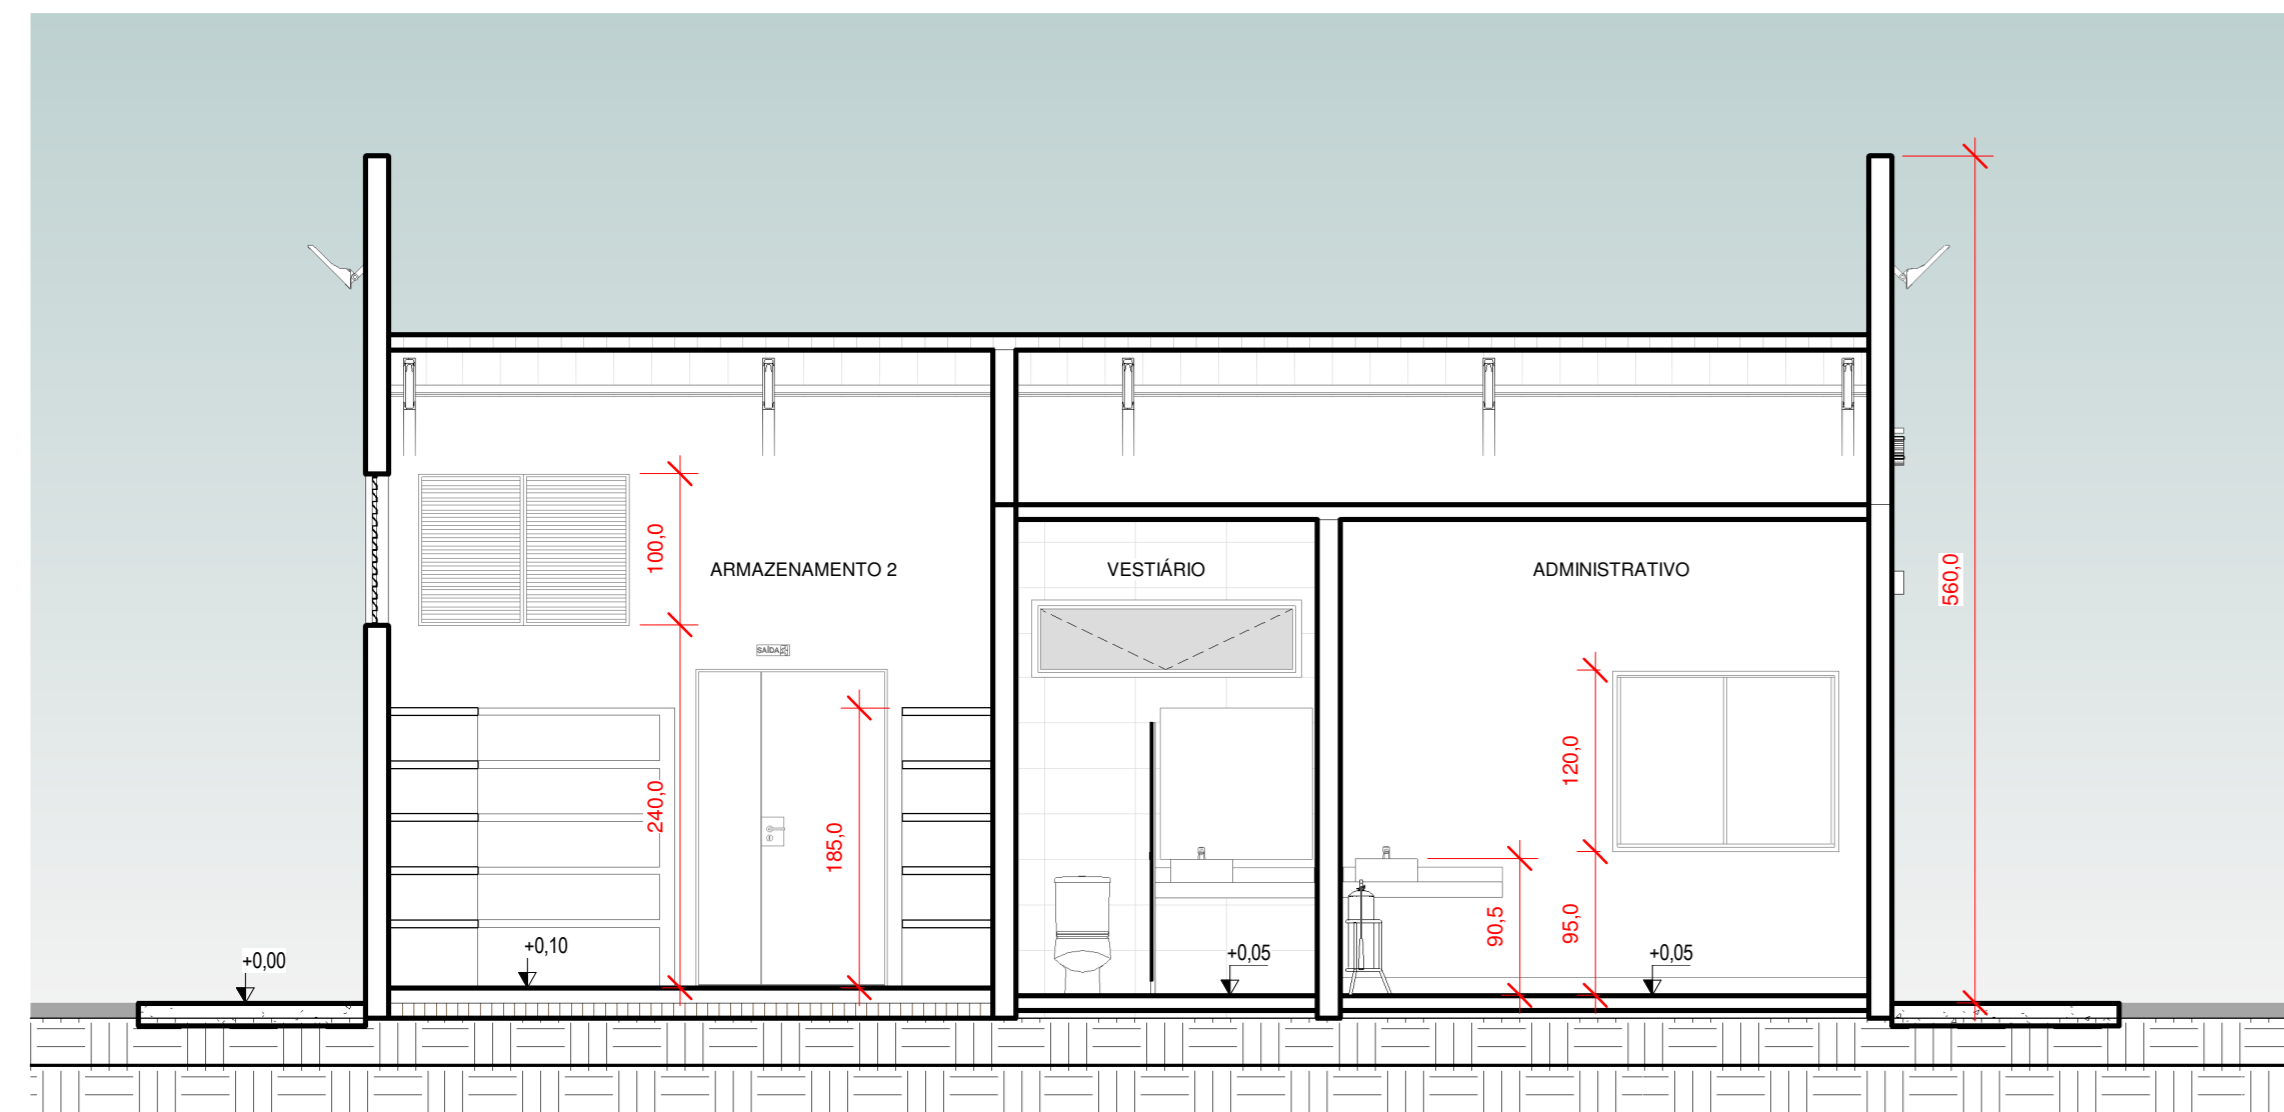 100,0
ARMAZENAMENTO 2
VESTIÁRIO
ADMINISTRATIVO
560,0
SAÍDA
120,0
240,0
185,0
90,5
95,0
+0,00
+0,10
+0,05
+0,05